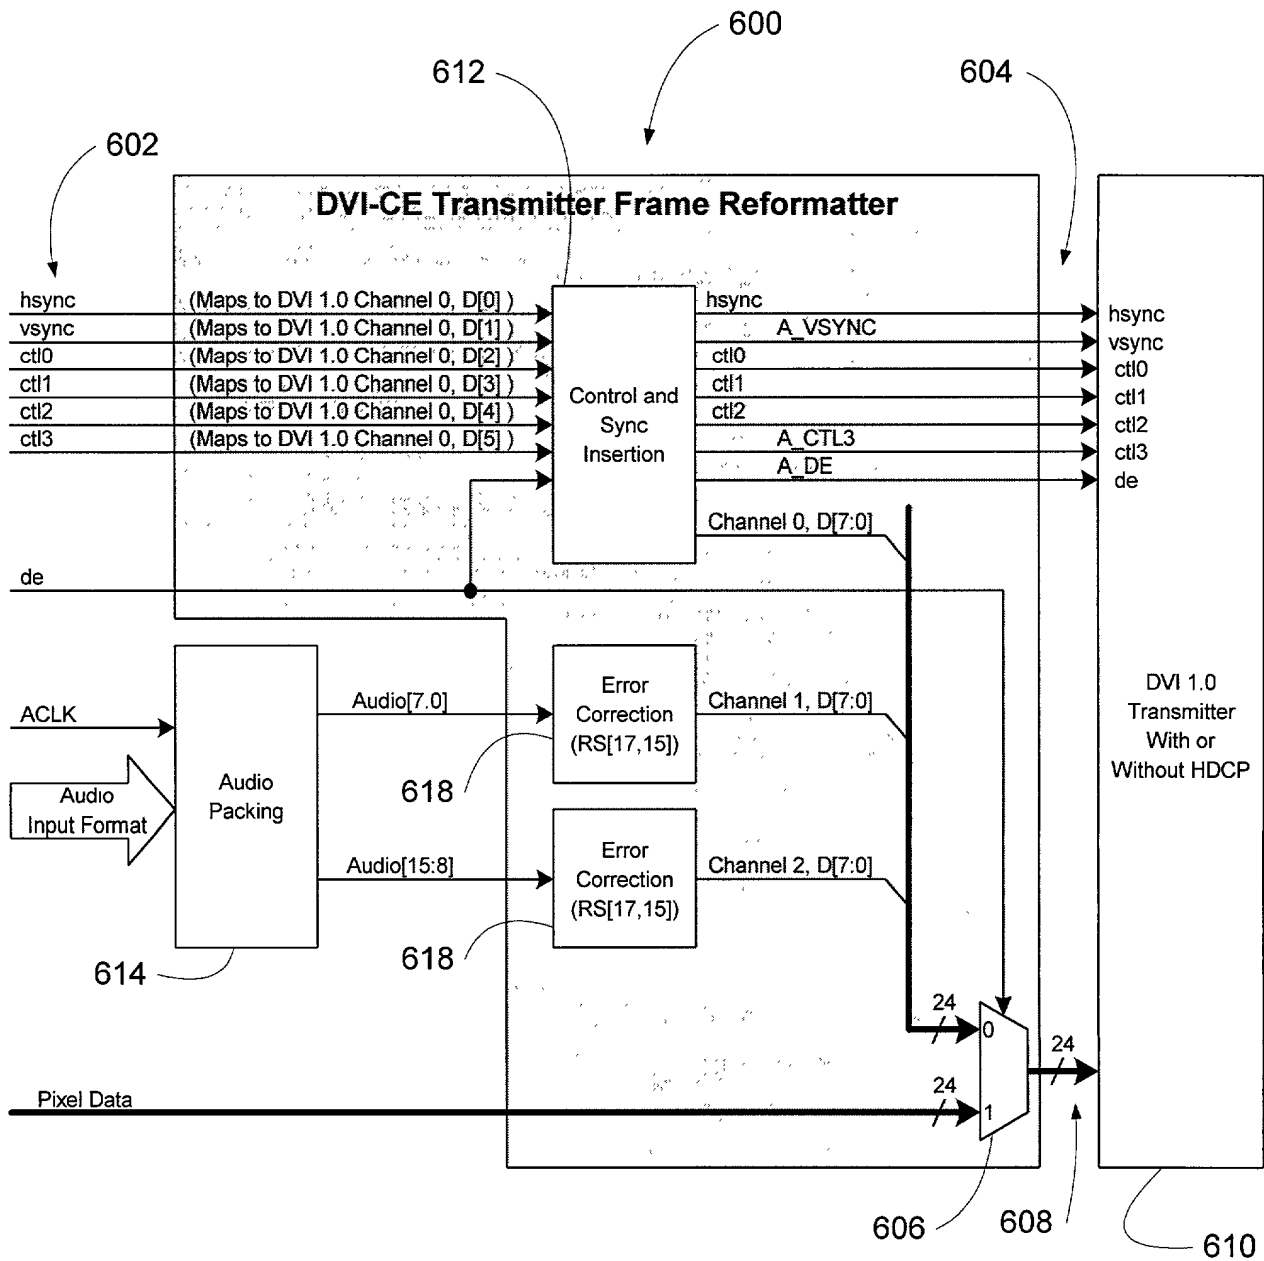 600
612
604
602
DVI-CE Transmitter Frame Reformatter
hsync (Maps to DVI 1.0 Channel 0, D[0] )
vsync (Maps to DVI 1.0 Channel 0, D[1] )
ctl0 (Maps to DVI 1.0 Channel 0, D[2] )
ctl1 (Maps to DVI 1.0 Channel 0, D[3] )
ctl2 (Maps to DVI 1.0 Channel 0, D[4] )
ctl3 (Maps to DVI 1.0 Channel 0, D[5] )
Control and
Sync
Insertion
hsync
A_VSYNC
ctl0
ctl1
ctl2
A_CTL3
A_DE
hsync
vsync
ctl0
ctl1
ctl2
ctl3
de
Channel 0, D[7:0]
de
ACLK
Audio
Input Format
Audio
Packing
614
Audio[7.0]
Audio[15:8]
Error
Correction
(RS[17,15])
618
Channel 1, D[7:0]
Error
Correction
(RS[17,15])
618
Channel 2, D[7:0]
DVI 1.0
Transmitter
With or
Without HDCP
24
0
24
Pixel Data
24
1
606
608
610